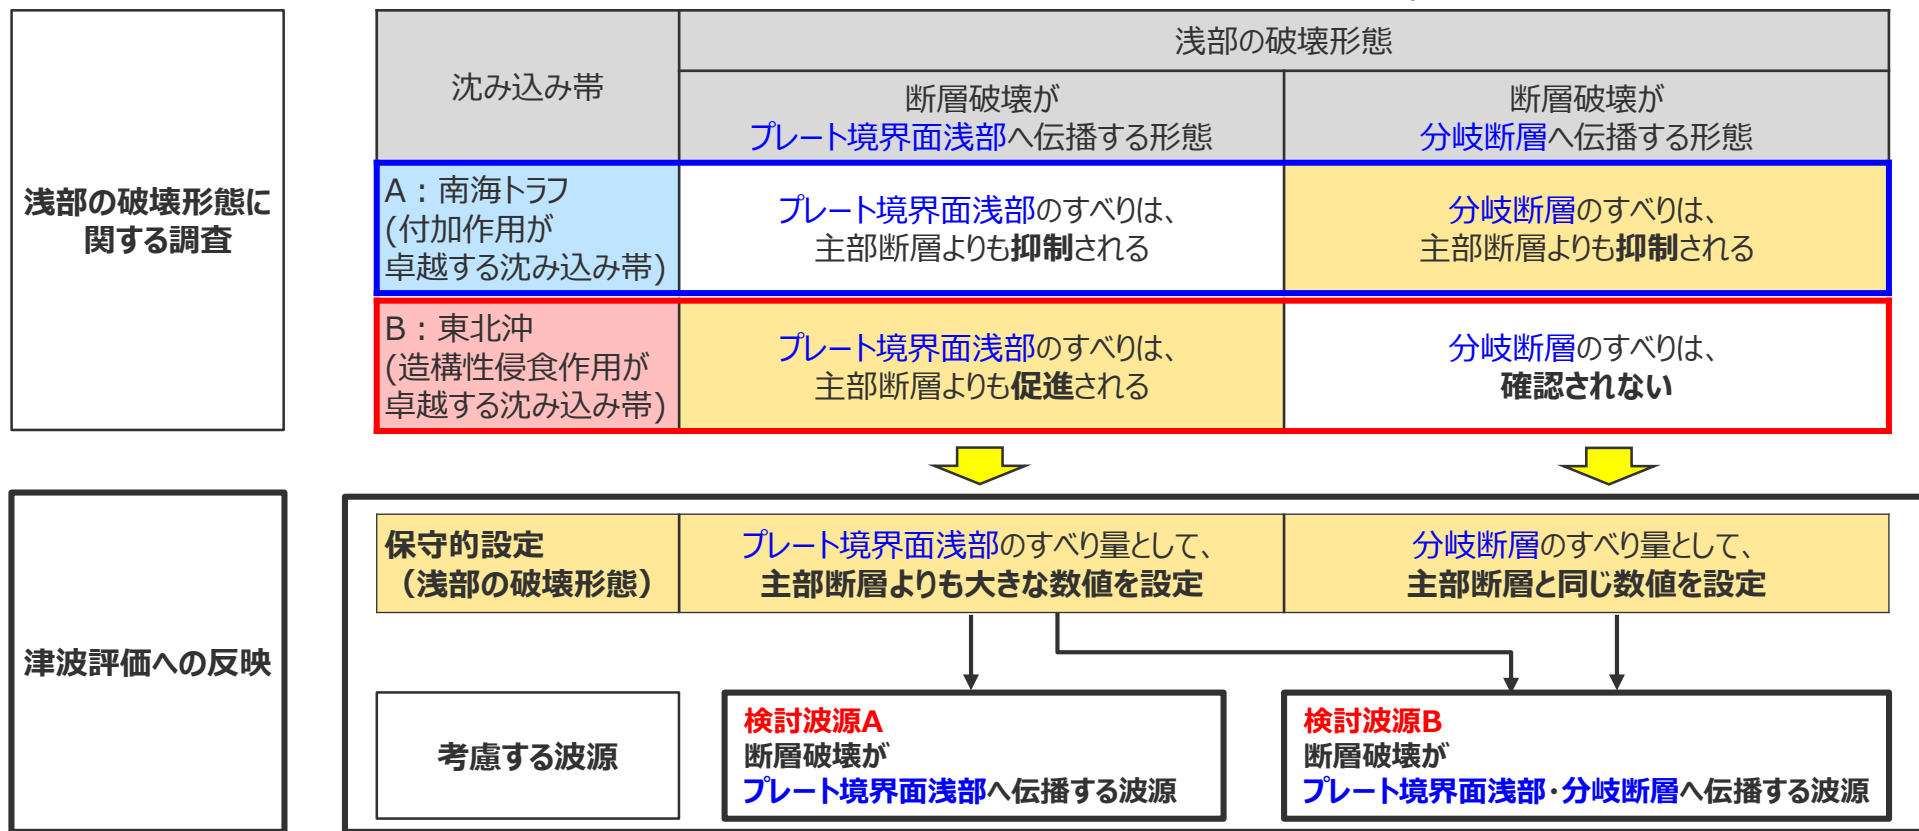 浅部の破壊形態に
関する調査
沈み込み帯
浅部の破壊形態
断層破壊が
プレート境界面浅部へ伝播する形態
断層破壊が
分岐断層へ伝播する形態
A：南海トラフ
(付加作用が
卓越する沈み込み帯)
プレート境界面浅部のすべりは、
主部断層よりも抑制される
分岐断層のすべりは、
主部断層よりも抑制される
B：東北沖
(造構性侵食作用が
卓越する沈み込み帯)
プレート境界面浅部のすべりは、
主部断層よりも促進される
分岐断層のすべりは、
確認されない
津波評価への反映
保守的設定
（浅部の破壊形態）
プレート境界面浅部のすべり量として、
主部断層よりも大きな数値を設定
分岐断層のすべり量として、
主部断層と同じ数値を設定
考慮する波源
検討波源A
断層破壊が
プレート境界面浅部へ伝播する波源
検討波源B
断層破壊が
プレート境界面浅部・分岐断層へ伝播する波源